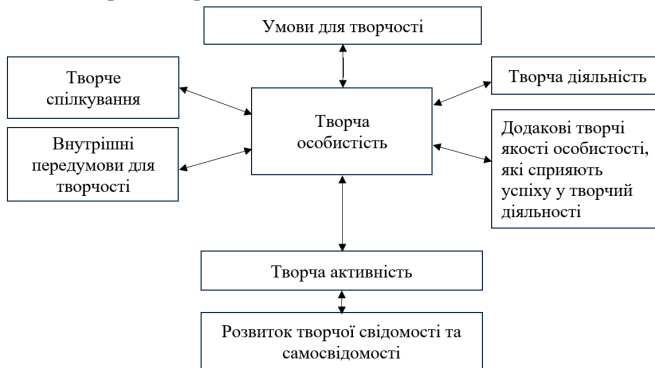 Умови для творчості
Творче
спілкування
Творча діяльність
Творча
особистість
Внутрішні
передумови для
творчості
Додакові творчі
якості особистості,
які сприяють
успіху у творчий
діяльності
Творча активність
Розвиток творчої свідомості та
самосвідомості